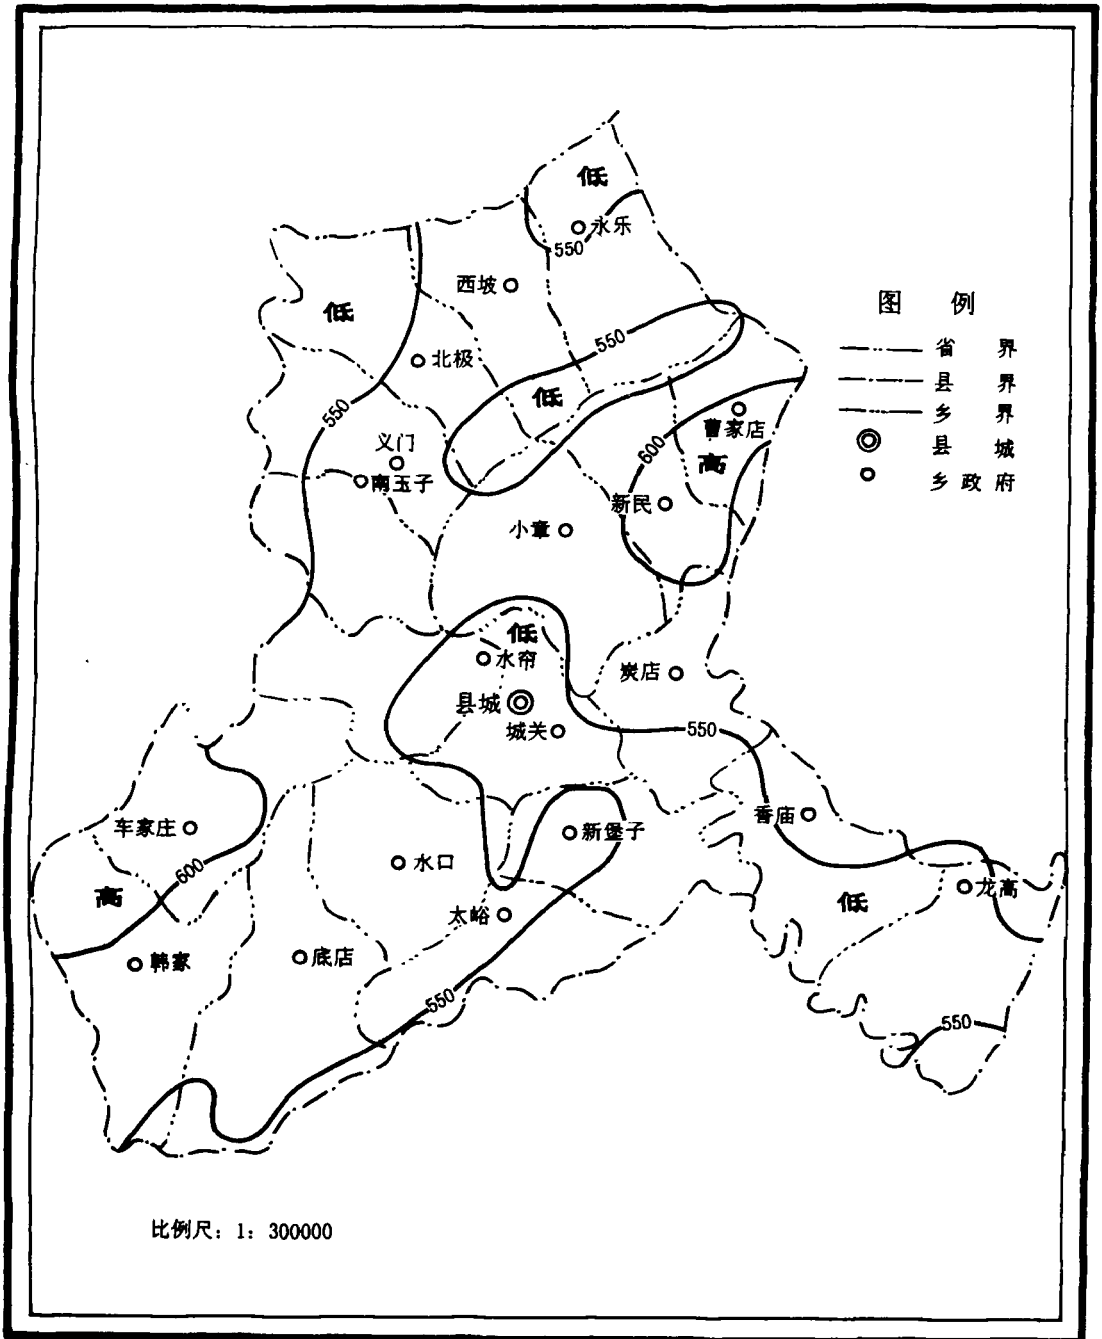 低
永乐
550
西坡
图 例
低
省 界
550
北极
县 界
低
乡 界
550
曹家店
义门
600
县 城
高
南玉子
乡政府
新民
小章
低
水帘
炭店
县城
城关
550
香庙
车家庄
新堡子
水口
600
龙高
高
低
太峪
韩家
底店
550
550
比例尺：1：300000